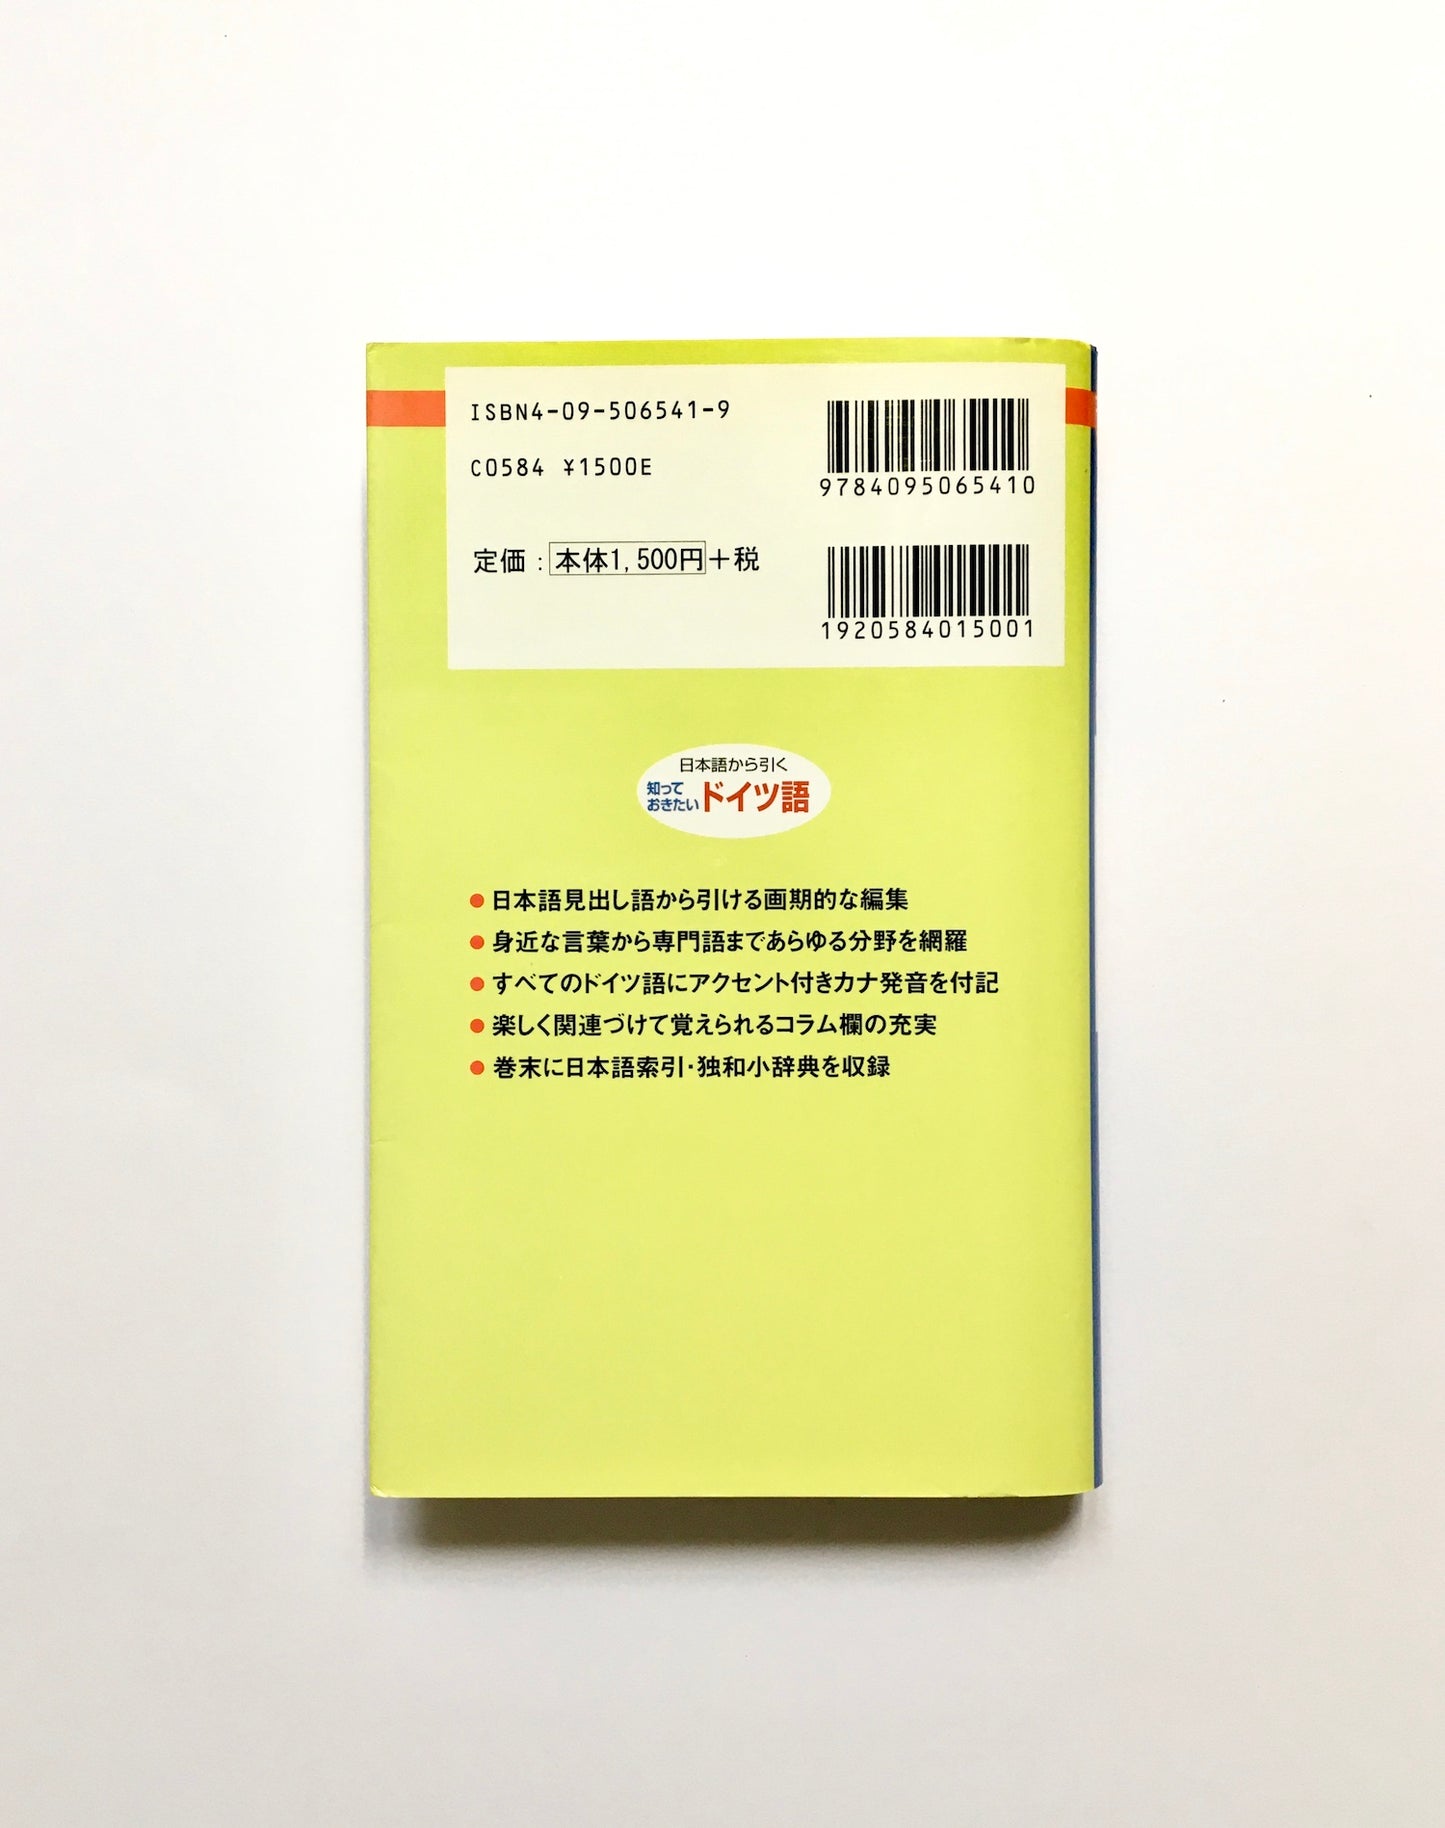 ISBN4-09-506541-9
C0584 ¥1500E
9784095065410
定価：本体1,500円＋税
1920584015001
日本語から引く
知って
おきたい
ドイツ語
● 日本語見出し語から引ける画期的な編集
● 身近な言葉から専門語まであらゆる分野を網羅
● すべてのドイツ語にアクセント付きカナ発音を付記
● 楽しく関連づけて覚えられるコラム欄の充実
● 巻末に日本語索引・独和小辞典を収録